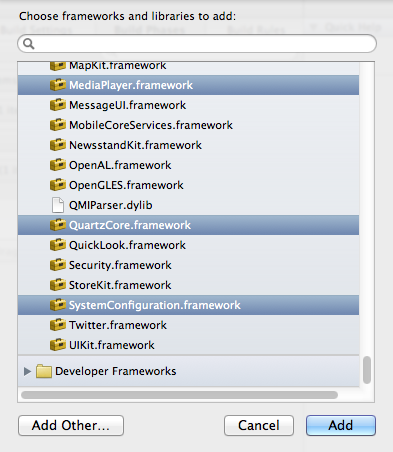 Choose frameworks and libraries to add:
MapKit.framework
MediaPlayer.framework
MessageUI.framework
MobileCoreServices.framework
NewsstandKit.framework
OpenAL.framework
OpenGLES.framework
QMIParser.dylib
QuartzCore.framework
QuickLook.framework
Security.framework
StoreKit.framework
SystemConfiguration.framework
Twitter.framework
UIKit.framework
Developer Frameworks
Add Other...
Cancel
Add